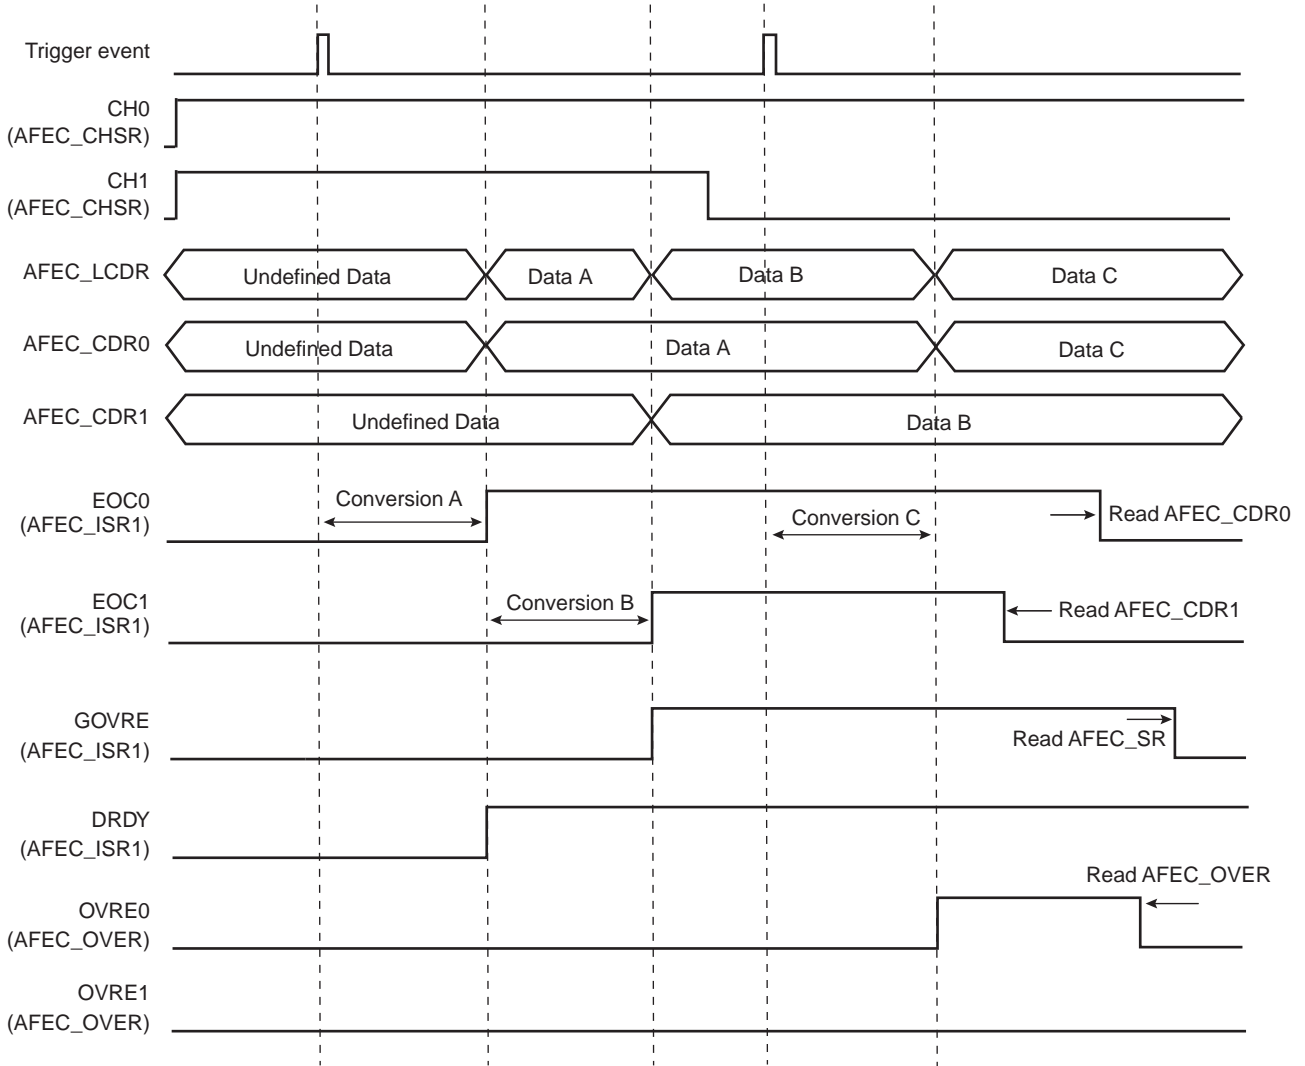 Trigger event
CH0
(AFEC_CHSR)
CH1
(AFEC_CHSR)
AFEC_LCDR
Undefined Data
Data A
Data B
Data C
AFEC_CDR0
Undefined Data
Data A
Data C
AFEC_CDR1
Undefined Data
Data B
EOC0
(AFEC_ISR1)
Conversion A
Conversion C
Read AFEC_CDR0
EOC1
(AFEC_ISR1)
Conversion B
Read AFEC_CDR1
GOVRE
(AFEC_ISR1)
Read AFEC_SR
DRDY
(AFEC_ISR1)
Read AFEC_OVER
OVRE0
(AFEC_OVER)
OVRE1
(AFEC_OVER)